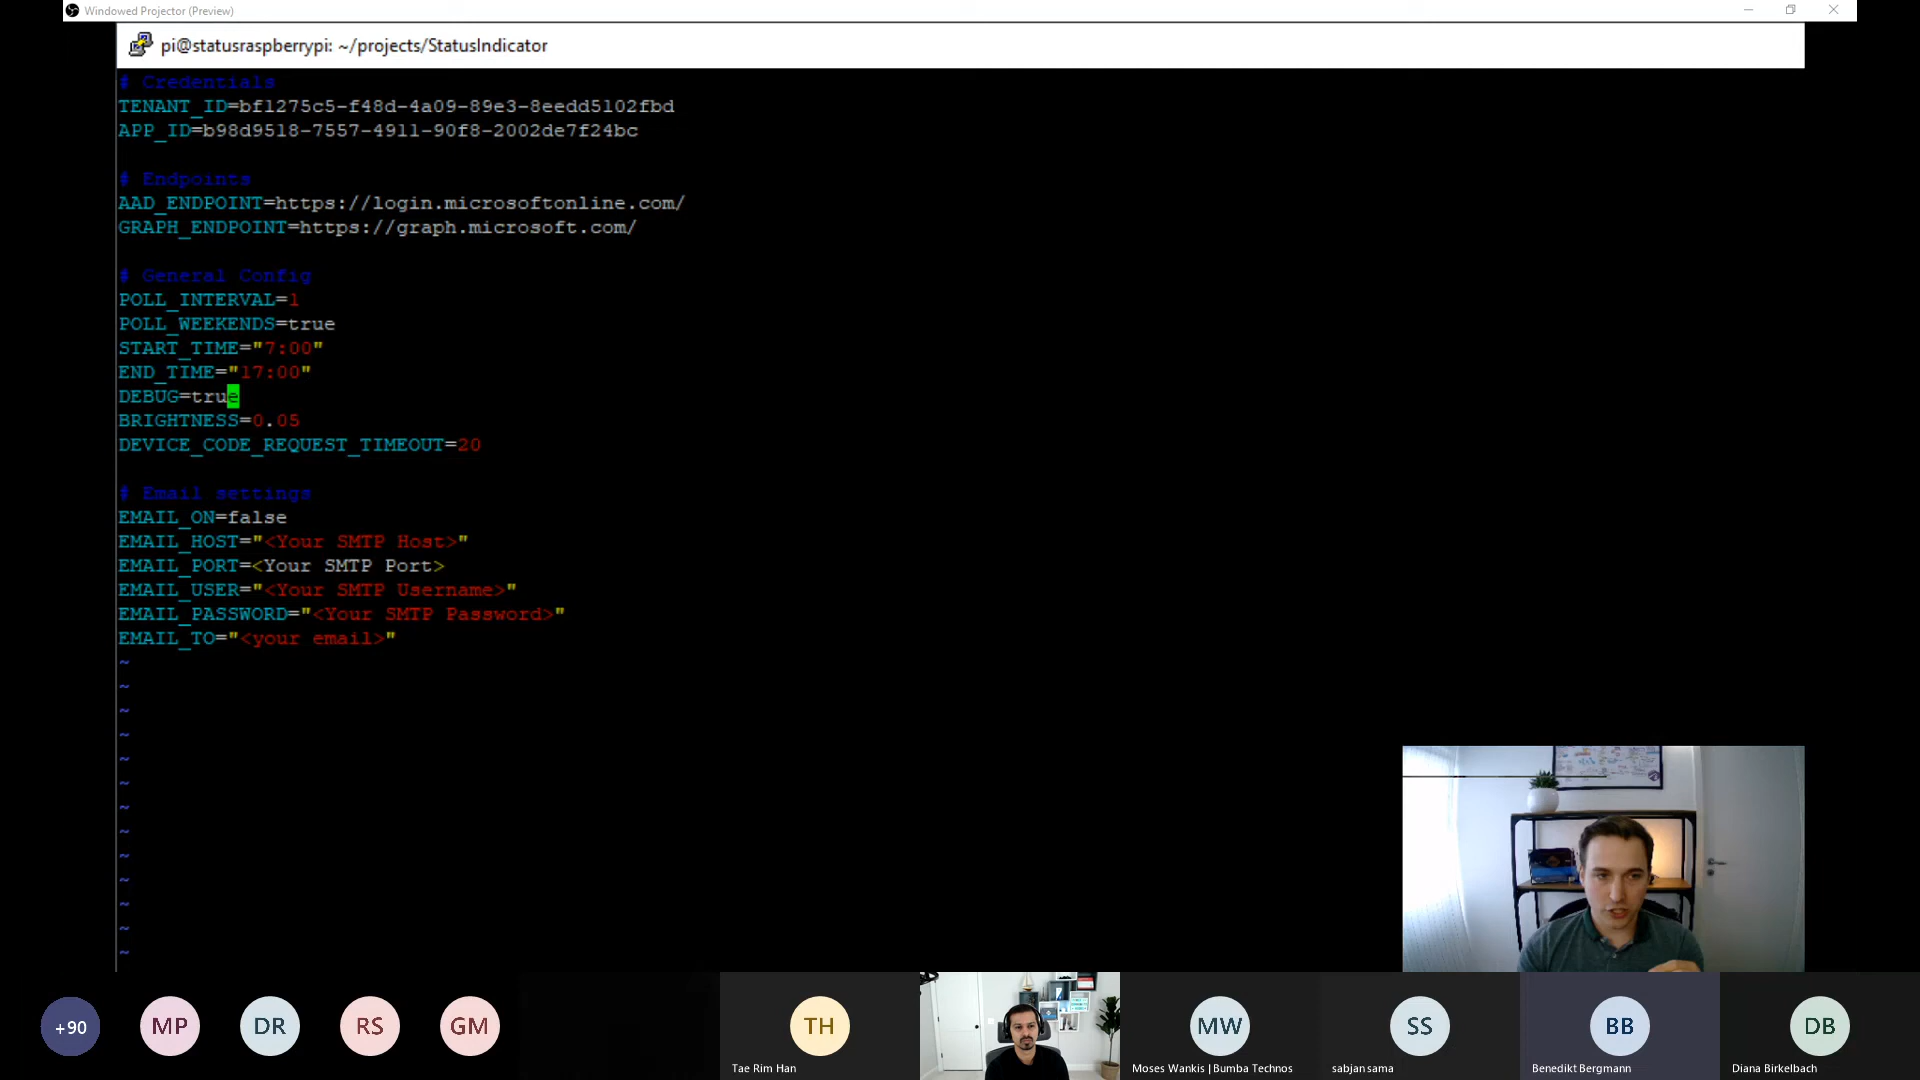 Windowed Projector (Preview)
pi@statusraspberrypi: ~/projects/StatusIndicator
# Credentials
TENANT_ID=bf1275c5-f48d-4a09-89e3-8eedd5102fbd
APP_ID=b98d9518-7557-4911-90f8-2002de7f24bc
# Endpoints
AAD_ENDPOINT=https://login.microsoftonline.com/
GRAPH_ENDPOINT=https://graph.microsoft.com/
# General Config
POLL_INTERVAL=1
POLL_WEEKENDS=true
START_TIME="7:00"
END_TIME="17:00"
DEBUG=true
BRIGHTNESS=0.05
DEVICE_CODE_REQUEST_TIMEOUT=20
# Email settings
EMAIL_ON=false
EMAIL_HOST="<Your SMTP Host>"
EMAIL_PORT=<Your SMTP Port>
EMAIL_USER="<Your SMTP Username>"
EMAIL_PASSWORD="<Your SMTP Password>"
EMAIL_TO="<your email>"
~
~
~
~
~
~
~
~
~
~
~
~
~
+90
MP
DR
RS
GM
TH
MW
SS
BB
DB
Tae Rim Han
Moses Wankis | Bumba Technos
sabjan sama
Benedikt Bergmann
Diana Birkelbach